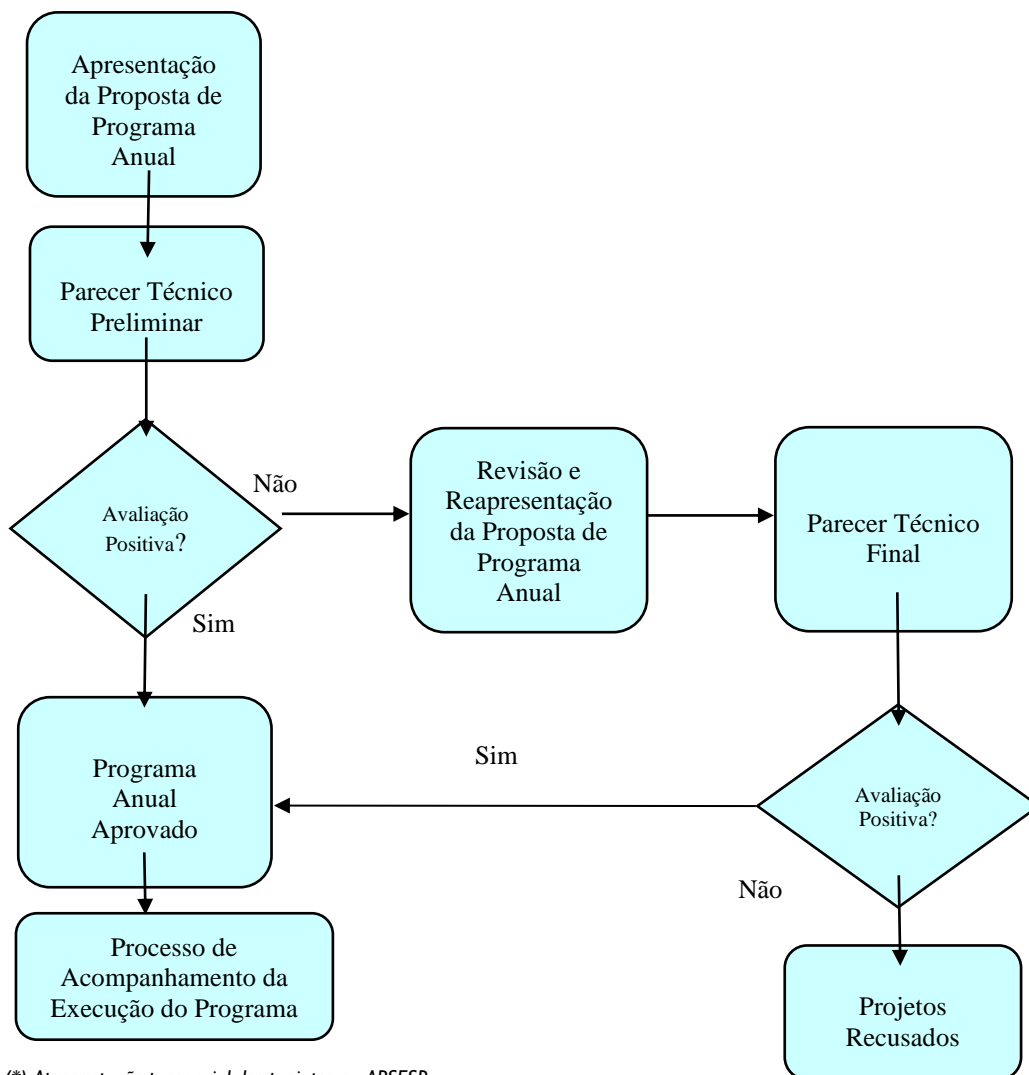 Apresentação
da Proposta de
Programa
Anual
Parecer Técnico
Preliminar
Avaliação
Positiva?
Não
Sim
Revisão e
Reapresentação
da Proposta de
Programa
Anual
Parecer Técnico
Final
Avaliação
Positiva?
Sim
Não
Programa
Anual
Aprovado
Processo de
Acompanhamento da
Execução do Programa
Projetos
Recusados
(*)